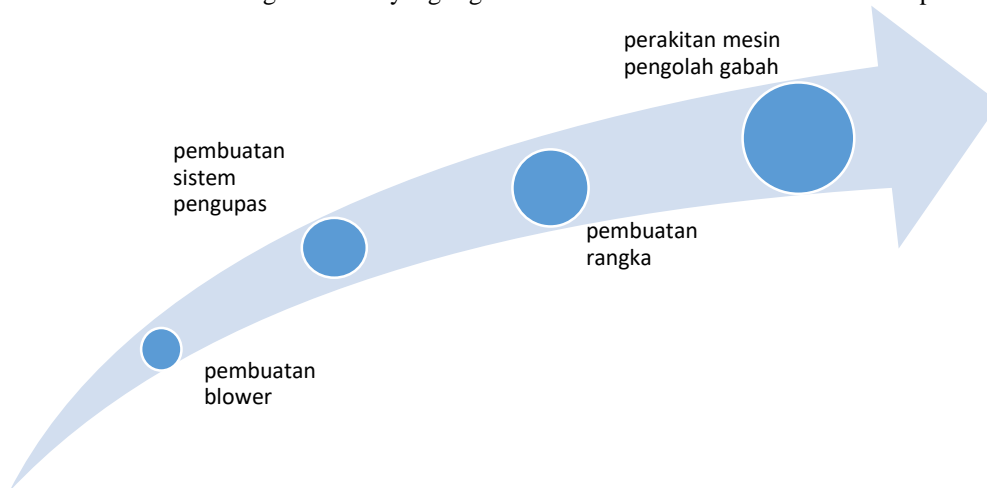 perakitan mesin
pengolah gabah
pembuatan
sistem
pengupas
pembuatan
rangka
pembuatan
blower